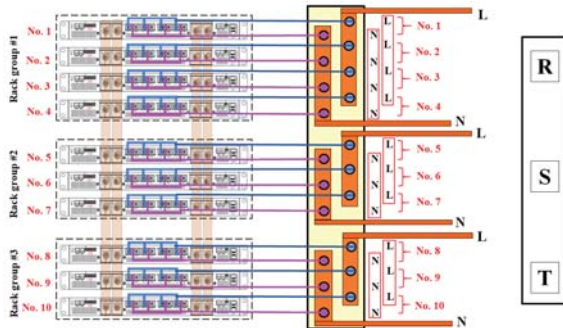 Rack group #1
No. 1
No. 2
No. 3
No. 4
Rack group #2
No. 5
No. 6
No. 7
Rack group #3
No. 8
No. 9
No. 10
L
L No. 1
N
L No. 2
N
L No. 3
N
L No. 4
N
N
L
L No. 5
N
L No. 6
N
L No. 7
N
N
L
L No. 8
N
L No. 9
N
L No. 10
N
N
R
S
T